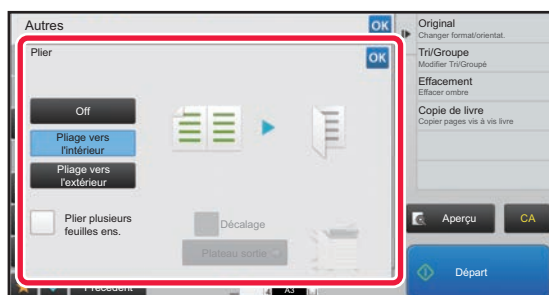 Autres
OK
Plier
OK
Off
Pliage vers
l'intérieur
Pliage vers
l'extérieur
Plier plusieurs
feuilles ens.
Décalage
Plateau sortie
Précédent
4
A3
Original
Changer format/orientat.
Tri/Groupe
Modifier Tri/Groupé
Effacement
Effacer ombre
Copie de livre
Copier pages vis à vis livre
Aperçu
CA
Départ